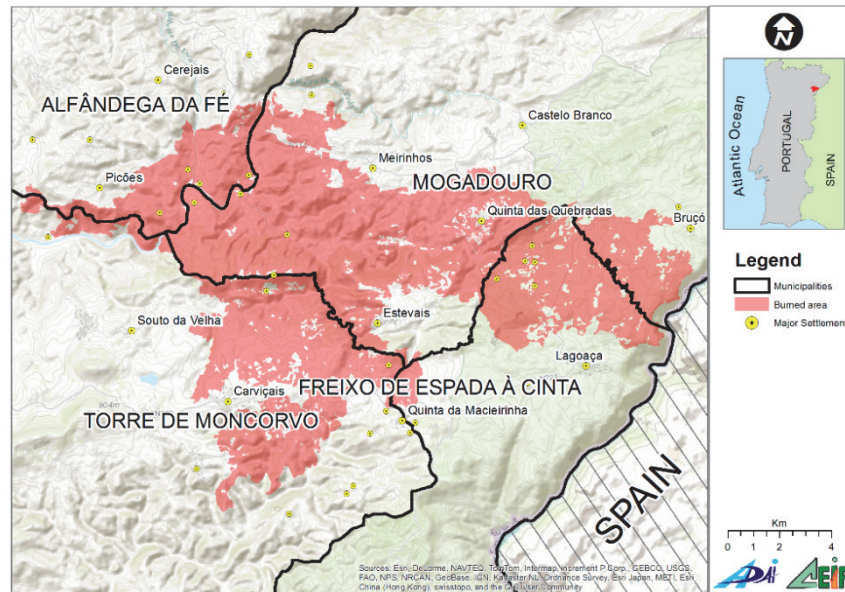 Cerejais
ALFÂNDEGA DA FÉ
Castelo Branco
Picões
Meirinhos
MOGADOURO
Quinta das Quebradas
Bruçó
Souto da Velha
Estevais
Lagoaça
Carviçais
FREIXO DE ESPADA À CINTA
TORRE DE MONCORVO
Quinta da Macieirinha
904m
SPAIN
Sources: Esri, DeLorme, NAVTEQ, TomTom, Intermap, increment P Corp., GEBCO, USGS,
FAO, NPS, NRCAN, GeoBase, IGN, Kadaster NL, Ordnance Survey, Esri Japan, METI, Esri
China (Hong Kong), swisstopo, and the GIS User Community
N
Atlantic Ocean
PORTUGAL
SPAIN
Legend
Municipalities
Burned area
Major Settlement
Km
0 2 4
ADAI CEIF